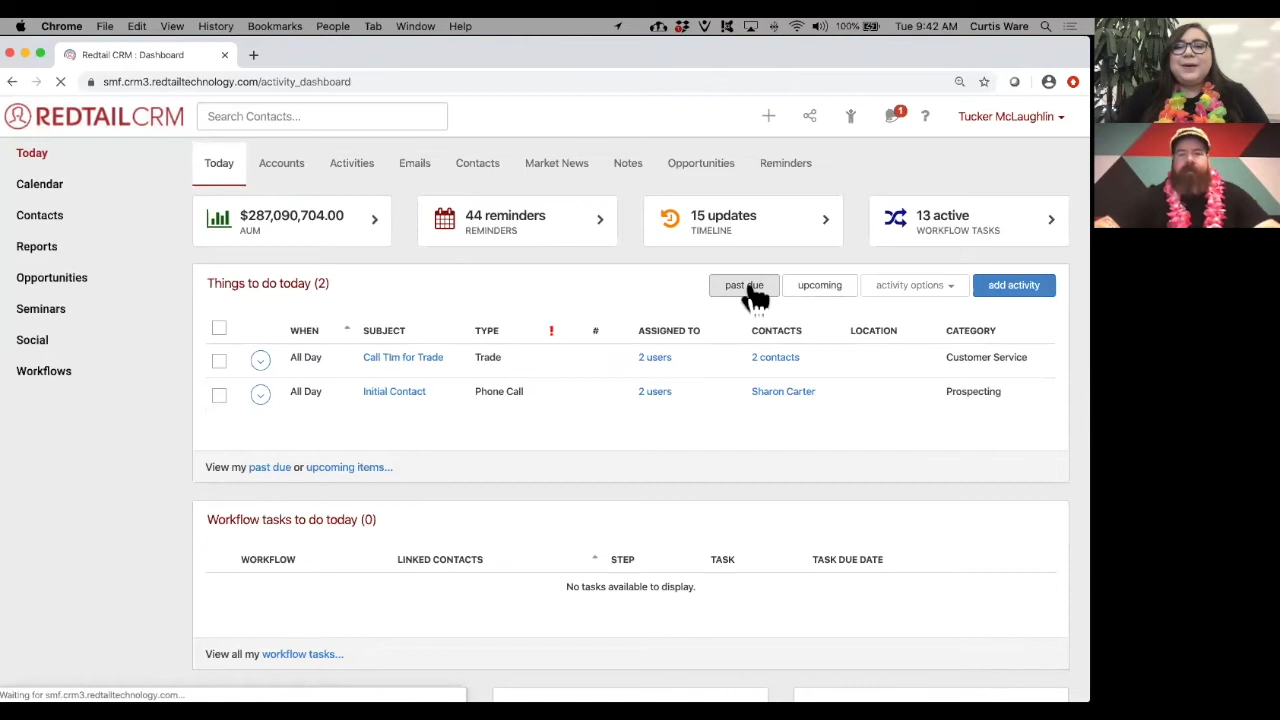 Chrome File Edit View History Bookmarks People Tab Window Help 100% Tue 9:42 AM Curtis Ware
Redtail CRM : Dashboard
smf.crm3.redtailtechnology.com/activity_dashboard
REDTAILCRM Search Contacts... 1 ? Tucker McLaughlin
Today
Calendar
Contacts
Reports
Opportunities
Seminars
Social
Workflows
Today Accounts Activities Emails Contacts Market News Notes Opportunities Reminders
$287,090,704.00
AUM
44 reminders
REMINDERS
15 updates
TIMELINE
13 active
WORKFLOW TASKS
Things to do today (2) past due upcoming activity options add activity
WHEN SUBJECT TYPE ! # ASSIGNED TO CONTACTS LOCATION CATEGORY
All Day Call TIm for Trade Trade 2 users 2 contacts Customer Service
All Day Initial Contact Phone Call 2 users Sharon Carter Prospecting
View my past due or upcoming items...
Workflow tasks to do today (0)
WORKFLOW LINKED CONTACTS STEP TASK TASK DUE DATE
No tasks available to display.
View all my workflow tasks...
Waiting for smf.crm3.redtailtechnology.com...